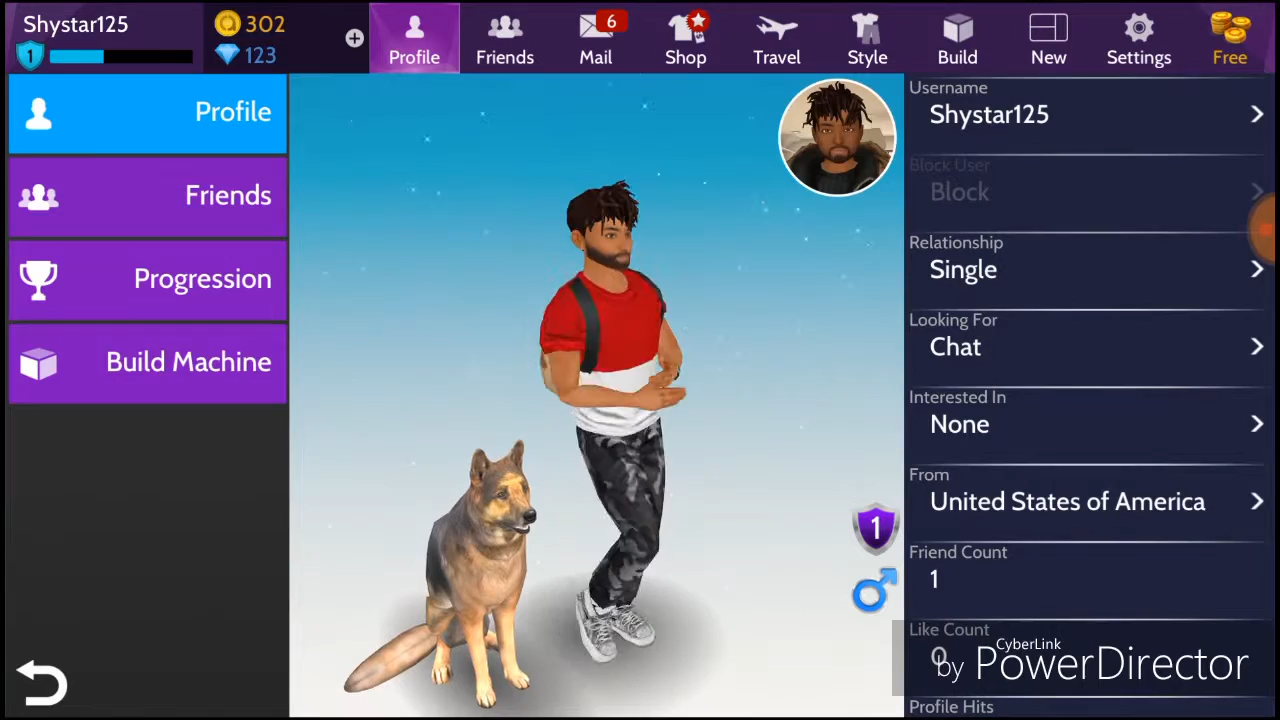 Shystar125
1
302
123
Profile
Friends
6
Mail
Shop
Travel
Style
Build
New
Settings
Free
Profile
Friends
Progression
Build Machine
1
Username
Shystar125
Block User
Block
Relationship
Single
Looking For
Chat
Interested In
None
From
United States of America
Friend Count
1
Like Count
0
by CyberLink PowerDirector
Profile Hits